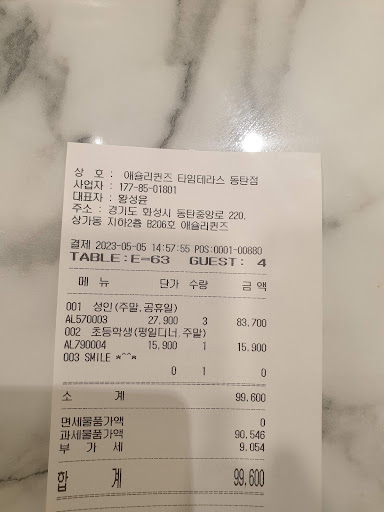 상 호 : 애슐리퀸즈 타임테라스 동탄점
사업자 : 177-85-01801
대표자 : 황성윤
주소 : 경기도 화성시 동탄중앙로 220.
상가동 지하2층 B206호 애슐리퀸즈
결제 2023-05-05 14:57:55 POS:0001-00880
TABLE:E-63 GUEST: 4
메 뉴 단가 수량 금 액
001 성인(주말,공휴일)
AL570003 27,900 3 83,700
002 초등학생(평일디너,주말)
AL790004 15,900 1 15,900
003 SMILE *^^*
0 1 0
소 계 99,600
면세물품가액 0
과세물품가액 90,546
부 가 세 9,054
합 계 99,600